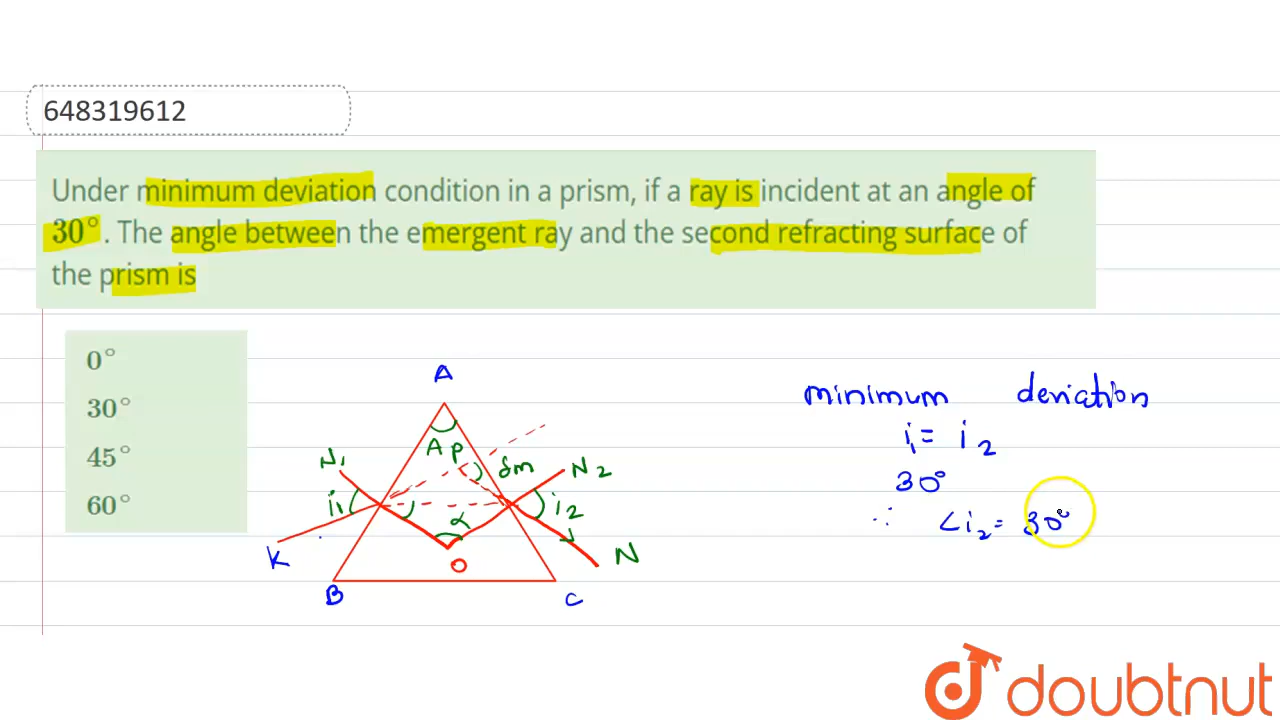 648319612
Under minimum deviation condition in a prism, if a ray is incident at an angle of
30°. The angle between the emergent ray and the second refracting surface of
the prism is
0°
30°
45°
60°
A
A
P
N₁
i₁
δm
N₂
i₂
α
O
K
N
B
C
minimum deviation
i₁ = i₂
30°
∴ ∠i₂ = 30°
doubtnut